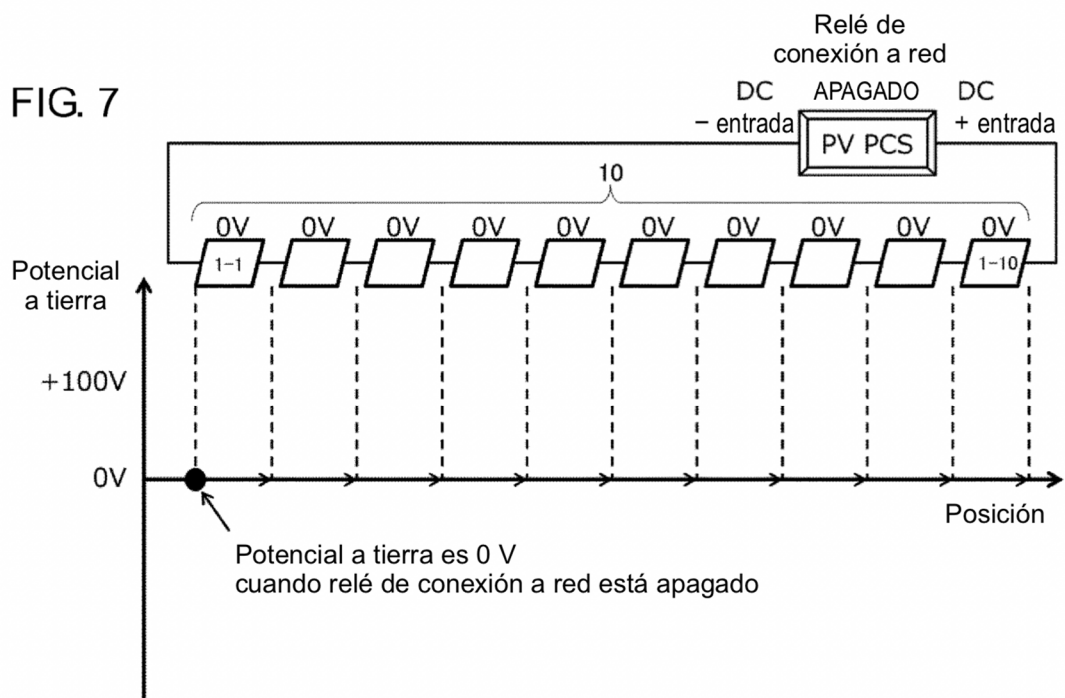 FIG. 7
Relé de
conexión a red
DC APAGADO DC
− entrada PV PCS + entrada
10
0V 0V 0V 0V 0V 0V 0V 0V 0V 0V
1-1 1-10
Potencial
a tierra
+100V
0V
Posición
Potencial a tierra es 0 V
cuando relé de conexión a red está apagado